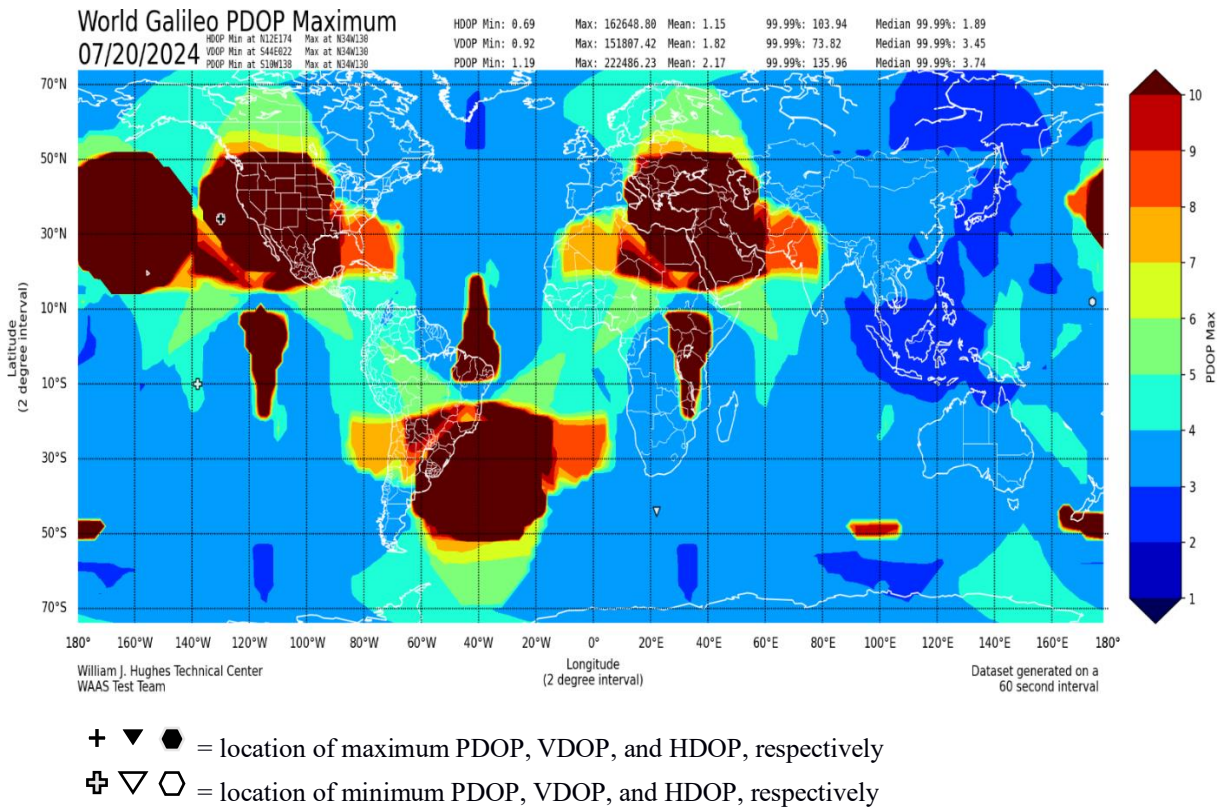 World Galileo PDOP Maximum
07/20/2024
HDOP Min at N12E174 Max at N34W130
VDOP Min at S44E022 Max at N34W130
PDOP Min at S10W138 Max at N34W130
HDOP Min: 0.69 Max: 162648.80 Mean: 1.15 99.99%: 103.94 Median 99.99%: 1.89
VDOP Min: 0.92 Max: 151807.42 Mean: 1.82 99.99%: 73.82 Median 99.99%: 3.45
PDOP Min: 1.19 Max: 222486.23 Mean: 2.17 99.99%: 135.96 Median 99.99%: 3.74
70°N
50°N
30°N
10°N
10°S
30°S
50°S
70°S
Latitude
(2 degree interval)
180° 160°W 140°W 120°W 100°W 80°W 60°W 40°W 20°W 0° 20°E 40°E 60°E 80°E 100°E 120°E 140°E 160°E 180°
Longitude
(2 degree interval)
10
9
8
7
6
5
4
3
2
1
PDOP Max
William J. Hughes Technical Center
WAAS Test Team
Dataset generated on a
60 second interval
= location of maximum PDOP, VDOP, and HDOP, respectively
= location of minimum PDOP, VDOP, and HDOP, respectively